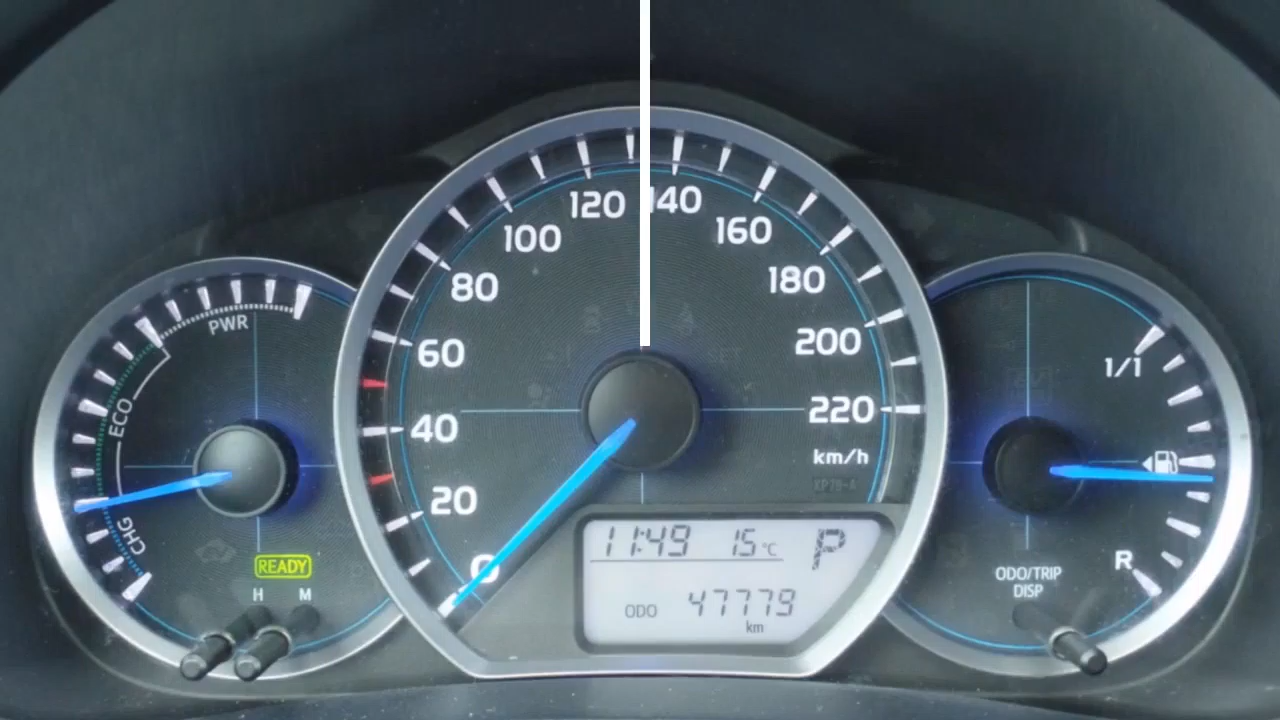 PWR
ECO
CHG
READY
H M
0
20
40
60
80
100
120
140
160
180
200
220
km/h
11:49 15°C P
ODO 47779
km
1/1
R
ODO/TRIP
DISP